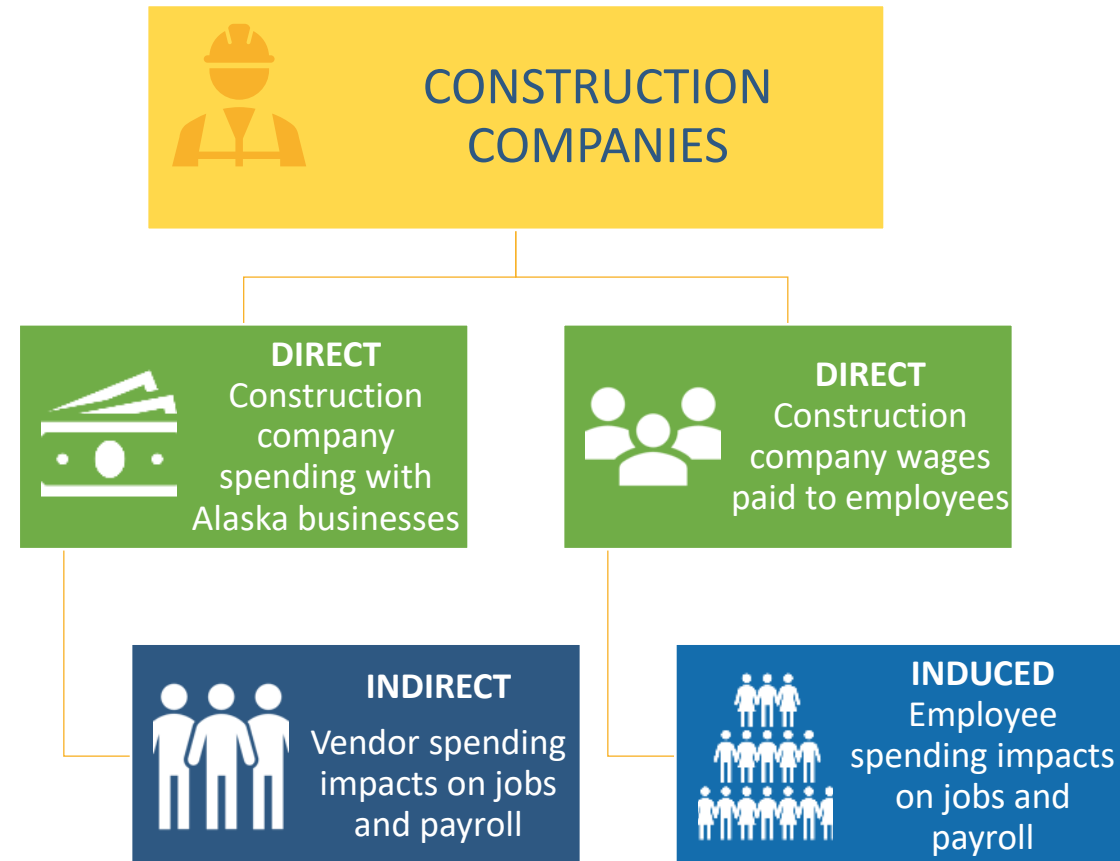 CONSTRUCTION
COMPANIES
DIRECT
Construction
company
spending with
Alaska businesses
DIRECT
Construction
company wages
paid to employees
INDIRECT
Vendor spending
impacts on jobs
and payroll
INDUCED
Employee
spending impacts
on jobs and
payroll